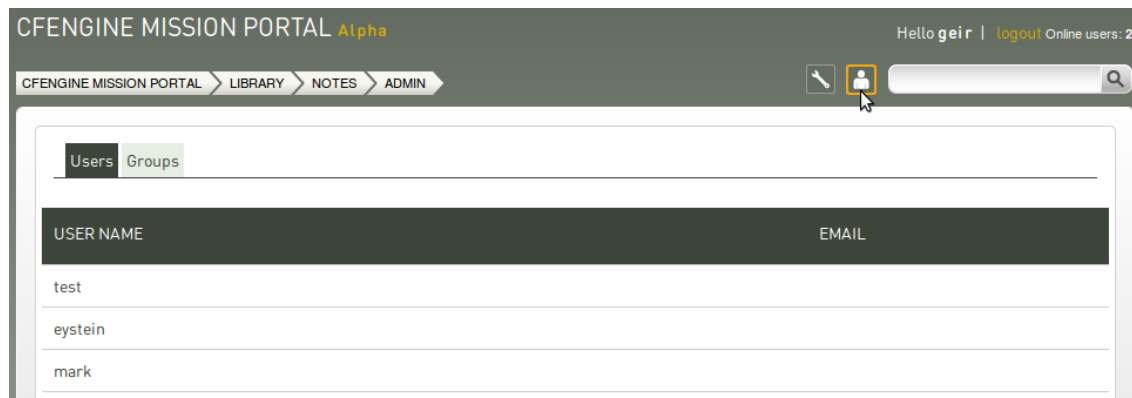 CFENGINE MISSION PORTAL Alpha
Hello geir | logout Online users: 2
CFENGINE MISSION PORTAL LIBRARY NOTES ADMIN
Users Groups
USER NAME EMAIL
test
eystein
mark